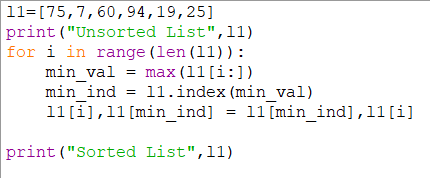 l1=[75,7,60,94,19,25]
print("Unsorted List",l1)
for i in range(len(l1)):
    min_val = max(l1[i:])
    min_ind = l1.index(min_val)
    l1[i],l1[min_ind] = l1[min_ind],l1[i]
print("Sorted List",l1)